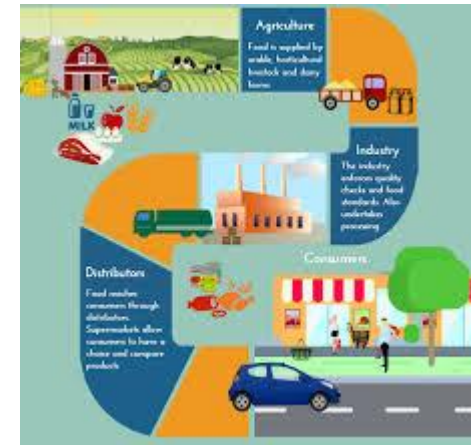 Agriculture
Food is supplied by
arable, horticultural
livestock and dairy
farms
MILK
Industry
The industry
enforces quality
checks and food
standards. Also
undertakes
processing
Consumers
Distributors
Food reaches
consumers through
distributors.
Supermarkets allow
consumers to have a
choice and compare
products